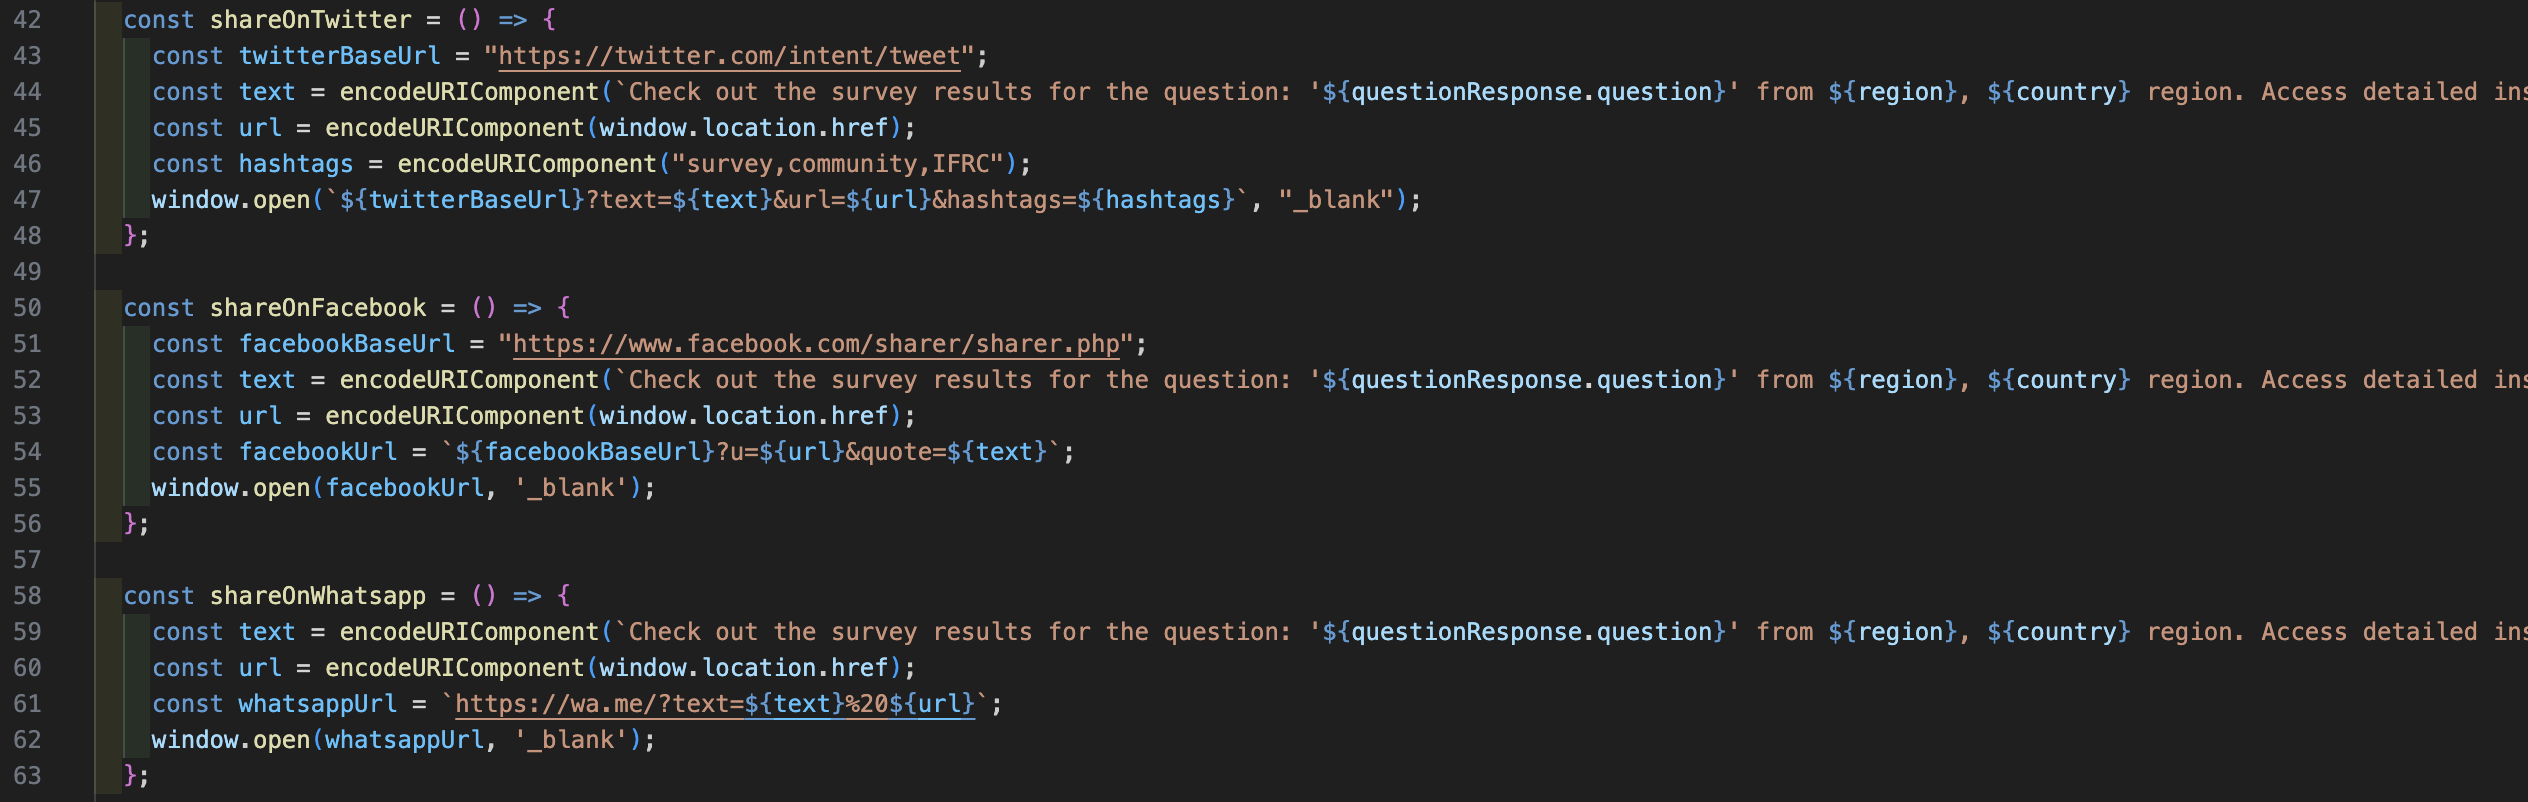 42 const shareOnTwitter = () => {
43 const twitterBaseUrl = "https://twitter.com/intent/tweet";
44 const text = encodeURIComponent(`Check out the survey results for the question: '${questionResponse.question}' from ${region}, ${country} region. Access detailed ins
45 const url = encodeURIComponent(window.location.href);
46 const hashtags = encodeURIComponent("survey,community,IFRC");
47 window.open(`${twitterBaseUrl}?text=${text}&url=${url}&hashtags=${hashtags}`, "_blank");
48 };
49
50 const shareOnFacebook = () => {
51 const facebookBaseUrl = "https://www.facebook.com/sharer/sharer.php";
52 const text = encodeURIComponent(`Check out the survey results for the question: '${questionResponse.question}' from ${region}, ${country} region. Access detailed ins
53 const url = encodeURIComponent(window.location.href);
54 const facebookUrl = `${facebookBaseUrl}?u=${url}&quote=${text}`;
55 window.open(facebookUrl, '_blank');
56 };
57
58 const shareOnWhatsapp = () => {
59 const text = encodeURIComponent(`Check out the survey results for the question: '${questionResponse.question}' from ${region}, ${country} region. Access detailed ins
60 const url = encodeURIComponent(window.location.href);
61 const whatsappUrl = `https://wa.me/?text=${text}%20${url}`;
62 window.open(whatsappUrl, '_blank');
63 };